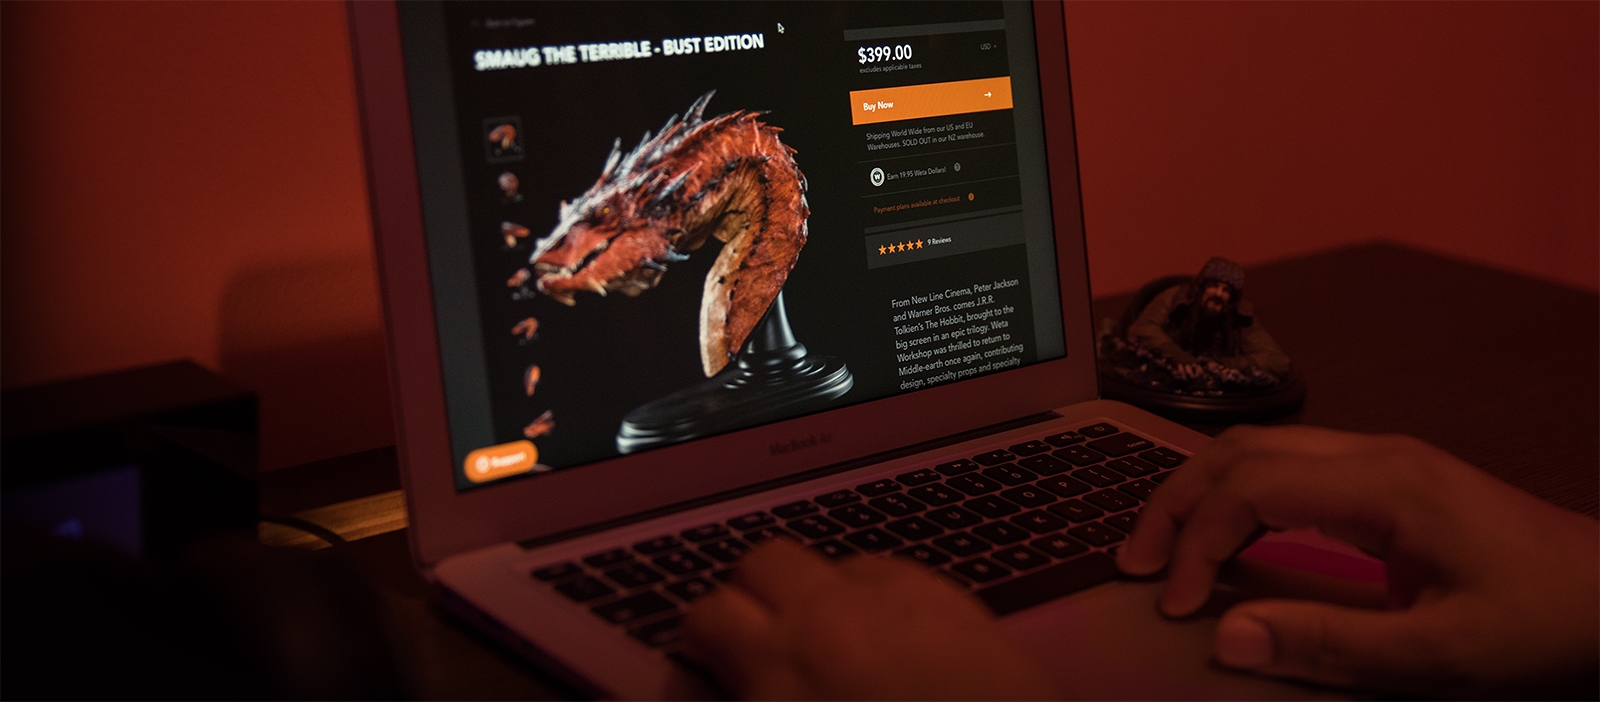 SMAUG THE TERRIBLE - BUST EDITION
$399.00
USD
excludes applicable taxes
Buy Now
Shipping World Wide from our US and EU
Warehouses. SOLD OUT in our NZ warehouse.
Earn 19.95 Weta Dollars!
Payment plans available at checkout
9 Reviews
From New Line Cinema, Peter Jackson
and Warner Bros. comes J.R.R.
Tolkien's The Hobbit, brought to the
big screen in an epic trilogy. Weta
Workshop was thrilled to return to
Middle-earth once again, contributing
design, specialty props and specialty
Support
MacBook Air